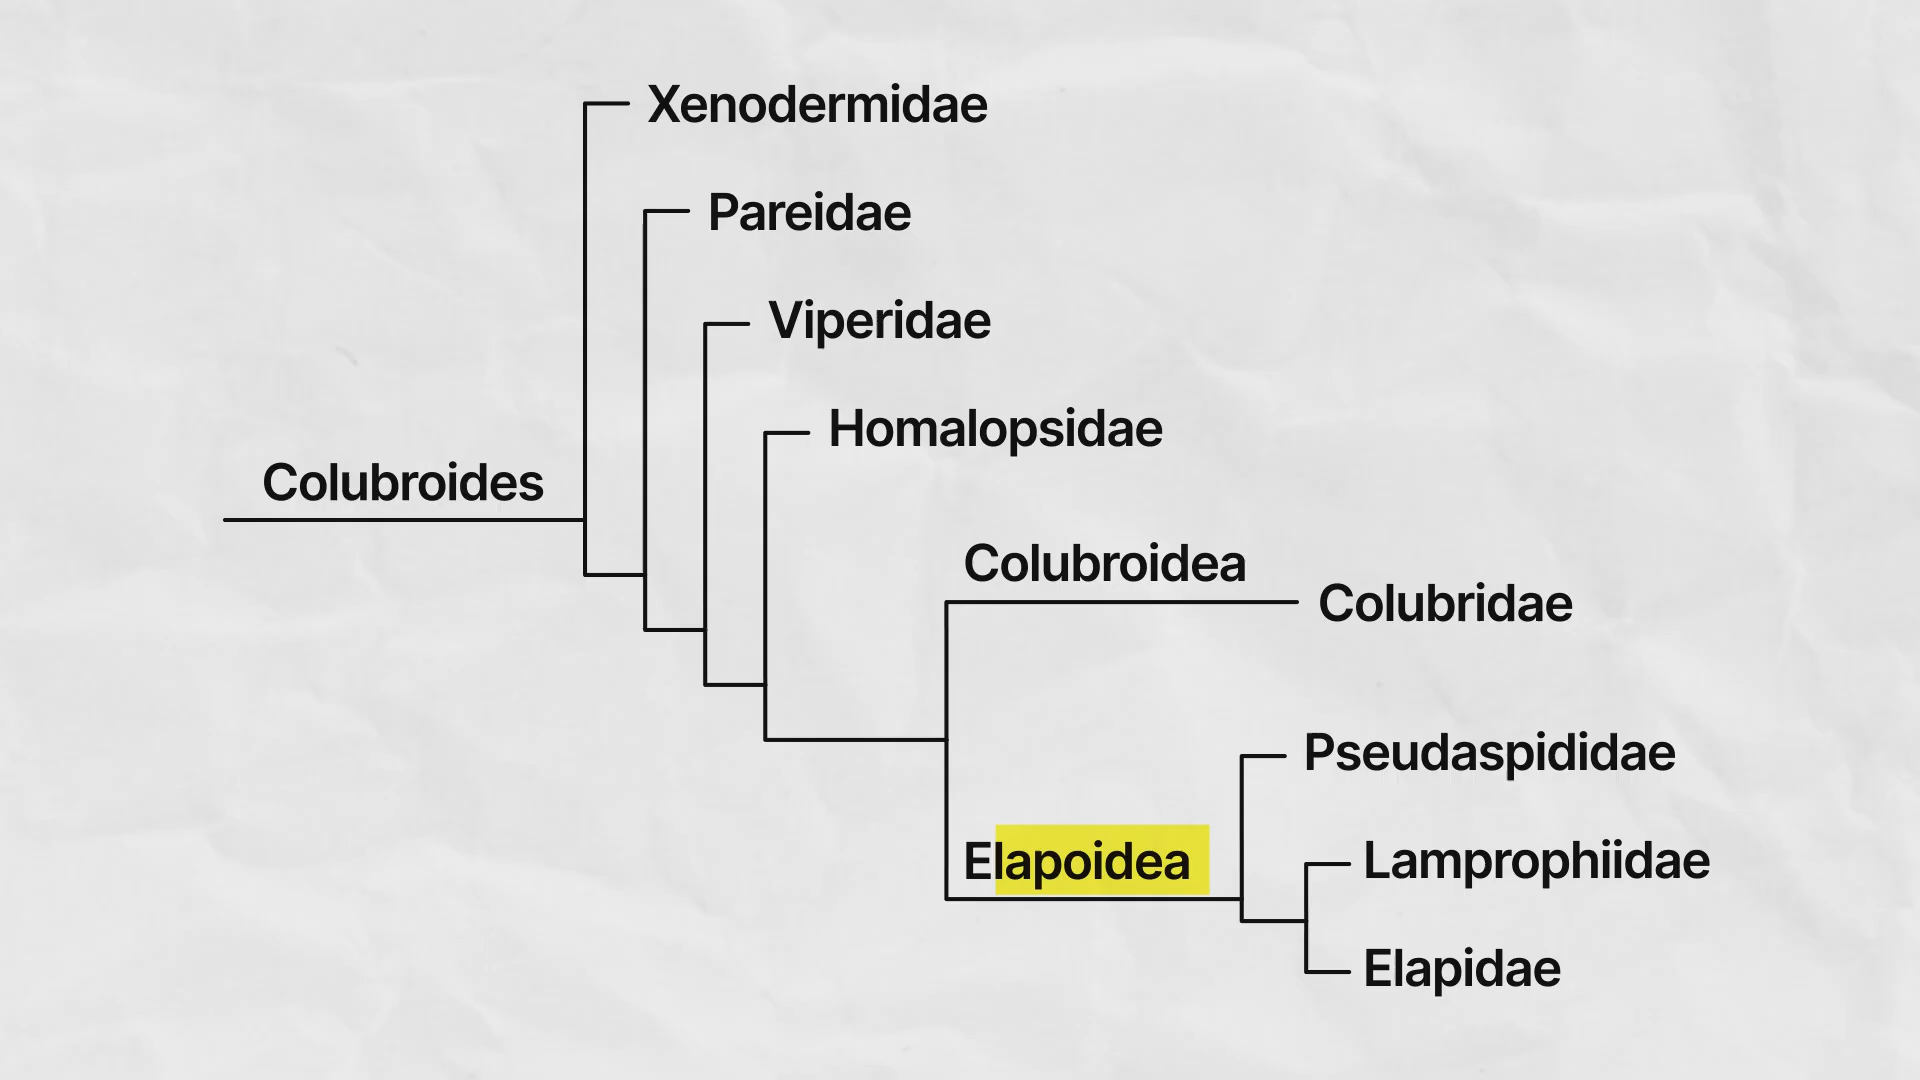 Xenodermidae
Pareidae
Viperidae
Homalopsidae
Colubroides
Colubroidea
Colubridae
Pseudaspididae
Elapoidea
Lamprophiidae
Elapidae